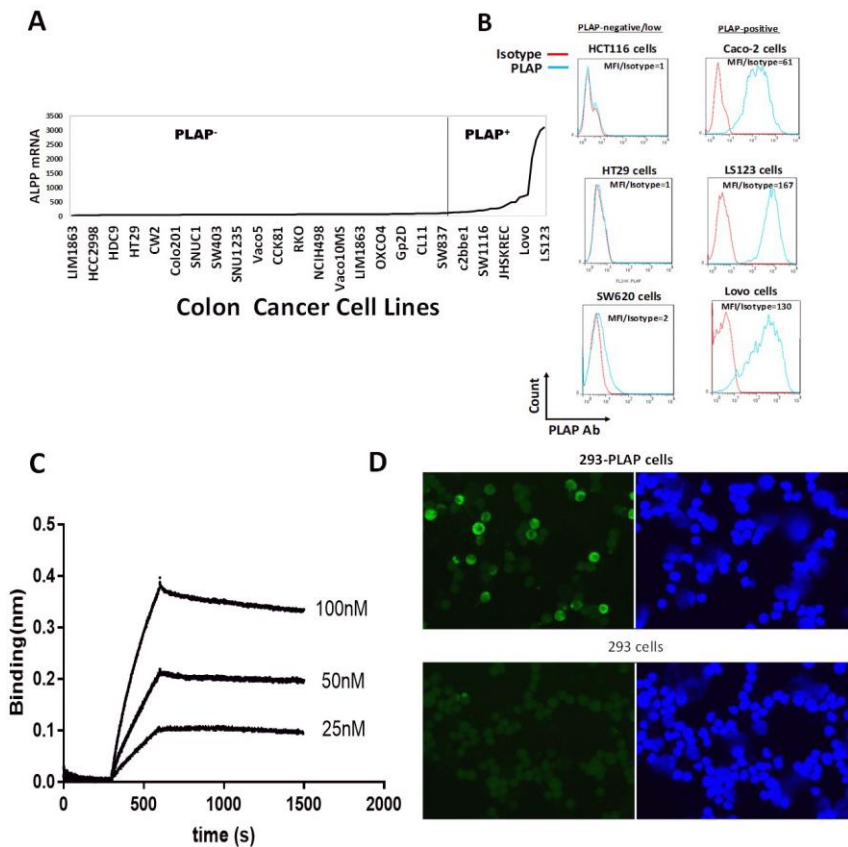 A
ALPP mRNA
3500
3000
2500
2000
1500
1000
500
0
PLAP-
PLAP+
LIM1863
HCC2998
HDC9
HT29
CW2
Colo201
SNUC1
SW403
SNU1235
Vaco5
CCK81
RKO
NCIH498
Vaco10MS
LIM1863
OXCO4
Gp2D
CL11
SW837
c2bbe1
SW1116
JHSKREC
Lovo
LS123
Colon Cancer Cell Lines
B
PLAP-negative/low
PLAP-positive
Isotype
PLAP
HCT116 cells
MFI/Isotype=1
Caco-2 cells
MFI/Isotype=61
HT29 cells
MFI/Isotype=1
LS123 cells
MFI/Isotype=167
SW620 cells
MFI/Isotype=2
Lovo cells
MFI/Isotype=130
Count
PLAP Ab
C
Binding(nm)
0.5
0.4
0.3
0.2
0.1
0.0
100nM
50nM
25nM
0 500 1000 1500 2000
time (s)
D
293-PLAP cells
293 cells